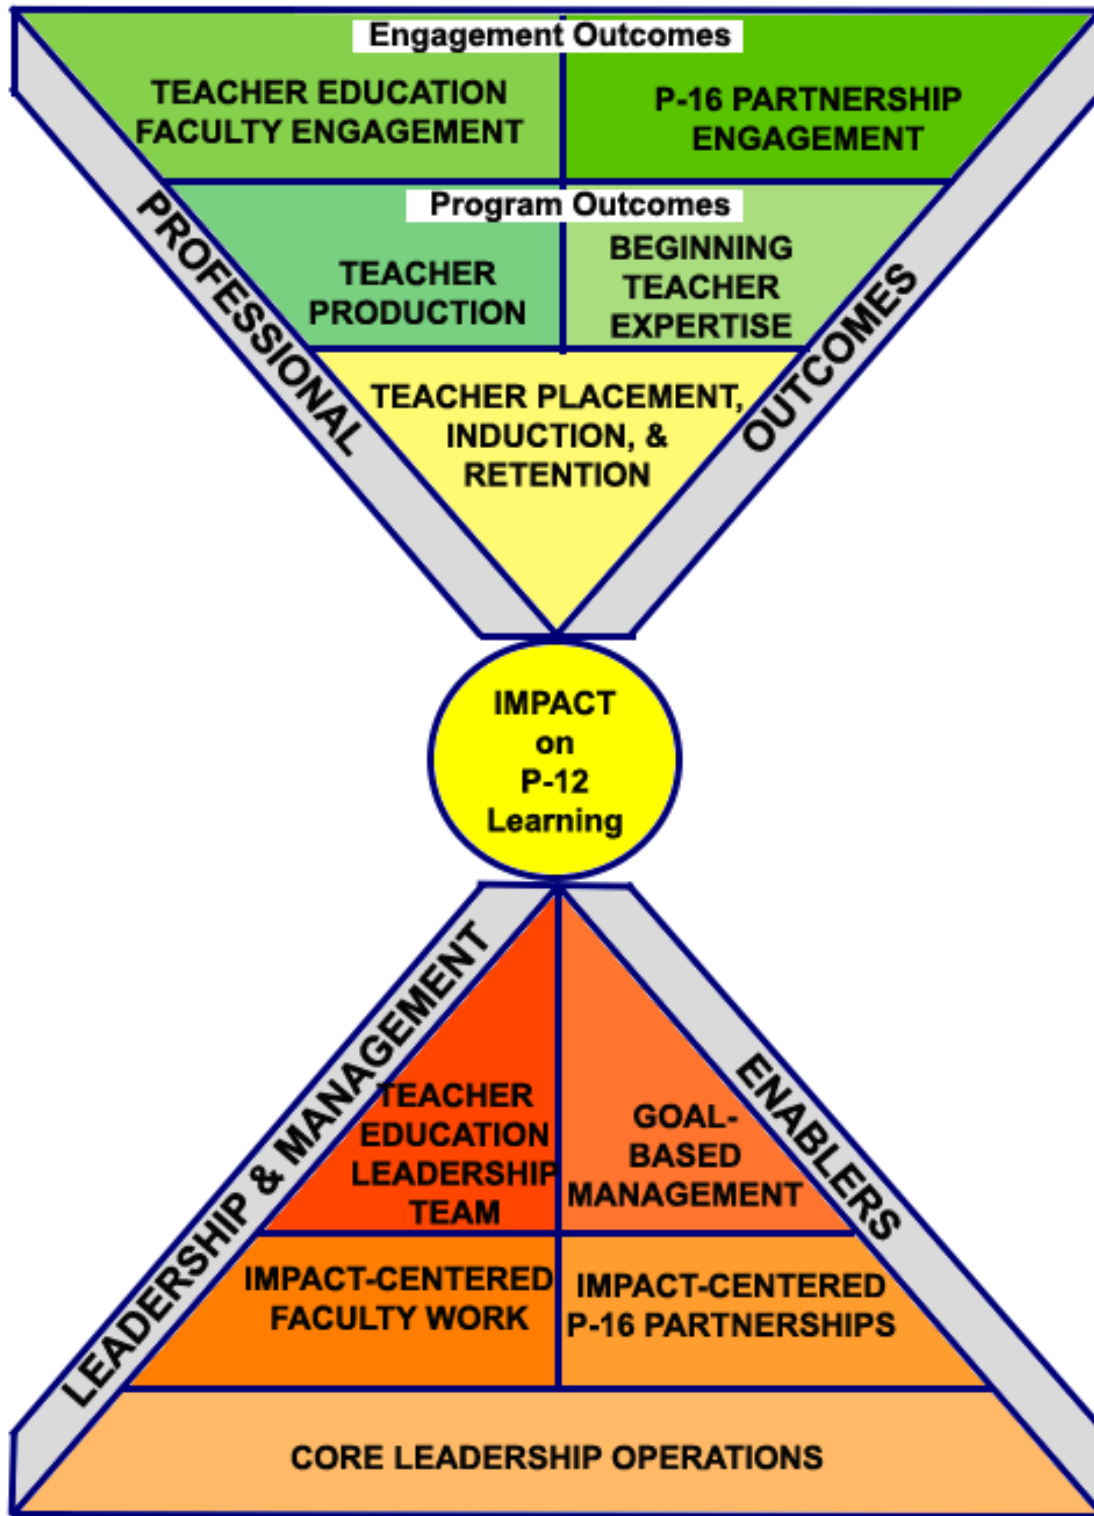 Engagement Outcomes
TEACHER EDUCATION
FACULTY ENGAGEMENT
P-16 PARTNERSHIP
ENGAGEMENT
Program Outcomes
TEACHER
PRODUCTION
BEGINNING
TEACHER
EXPERTISE
PROFESSIONAL
OUTCOMES
TEACHER PLACEMENT,
INDUCTION, &
RETENTION
IMPACT
on
P-12
Learning
LEADERSHIP & MANAGEMENT
ENABLERS
TEACHER
EDUCATION
LEADERSHIP
TEAM
GOAL-
BASED
MANAGEMENT
IMPACT-CENTERED
FACULTY WORK
IMPACT-CENTERED
P-16 PARTNERSHIPS
CORE LEADERSHIP OPERATIONS